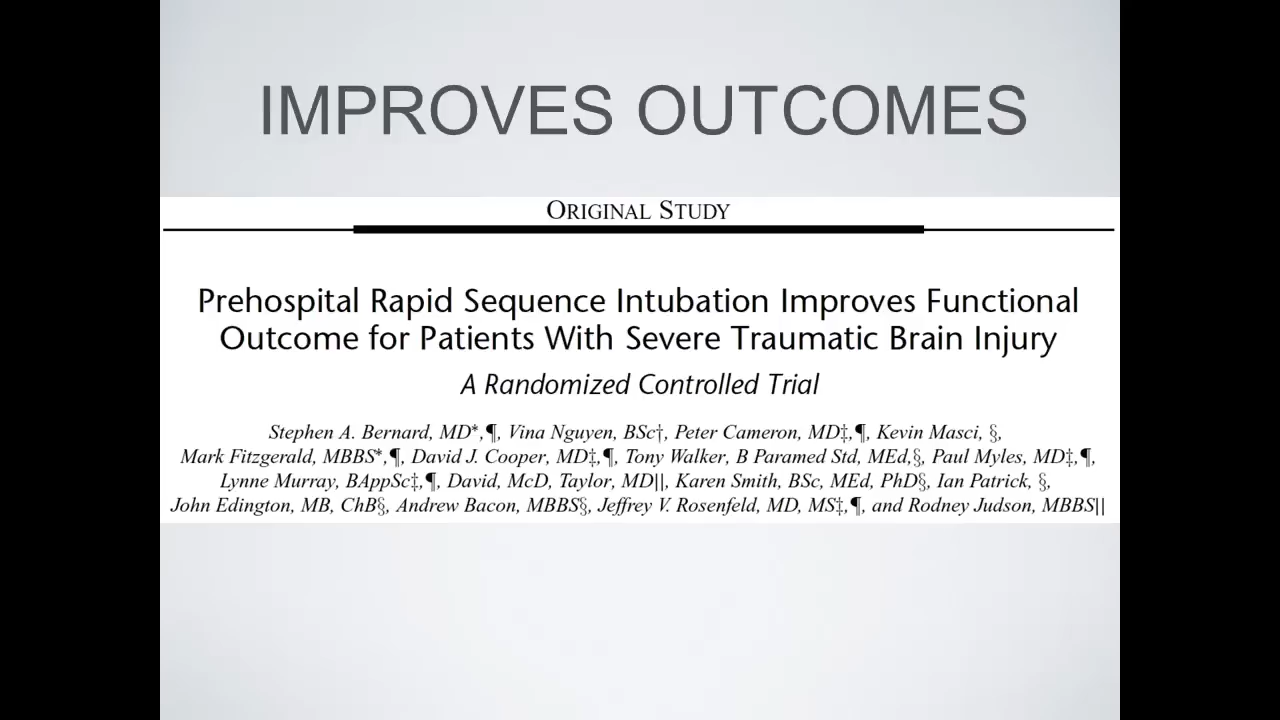 IMPROVES OUTCOMES
ORIGINAL STUDY
Prehospital Rapid Sequence Intubation Improves Functional
Outcome for Patients With Severe Traumatic Brain Injury
A Randomized Controlled Trial
Stephen A. Bernard, MD*,¶, Vina Nguyen, BSc†, Peter Cameron, MD‡,¶, Kevin Masci, §,
Mark Fitzgerald, MBBS*,¶, David J. Cooper, MD‡,¶, Tony Walker, B Paramed Std, MEd,§, Paul Myles, MD‡,¶,
Lynne Murray, BAppSc‡,¶, David, McD, Taylor, MD||, Karen Smith, BSc, MEd, PhD§, Ian Patrick, §,
John Edington, MB, ChB§, Andrew Bacon, MBBS§, Jeffrey V. Rosenfeld, MD, MS‡,¶, and Rodney Judson, MBBS||